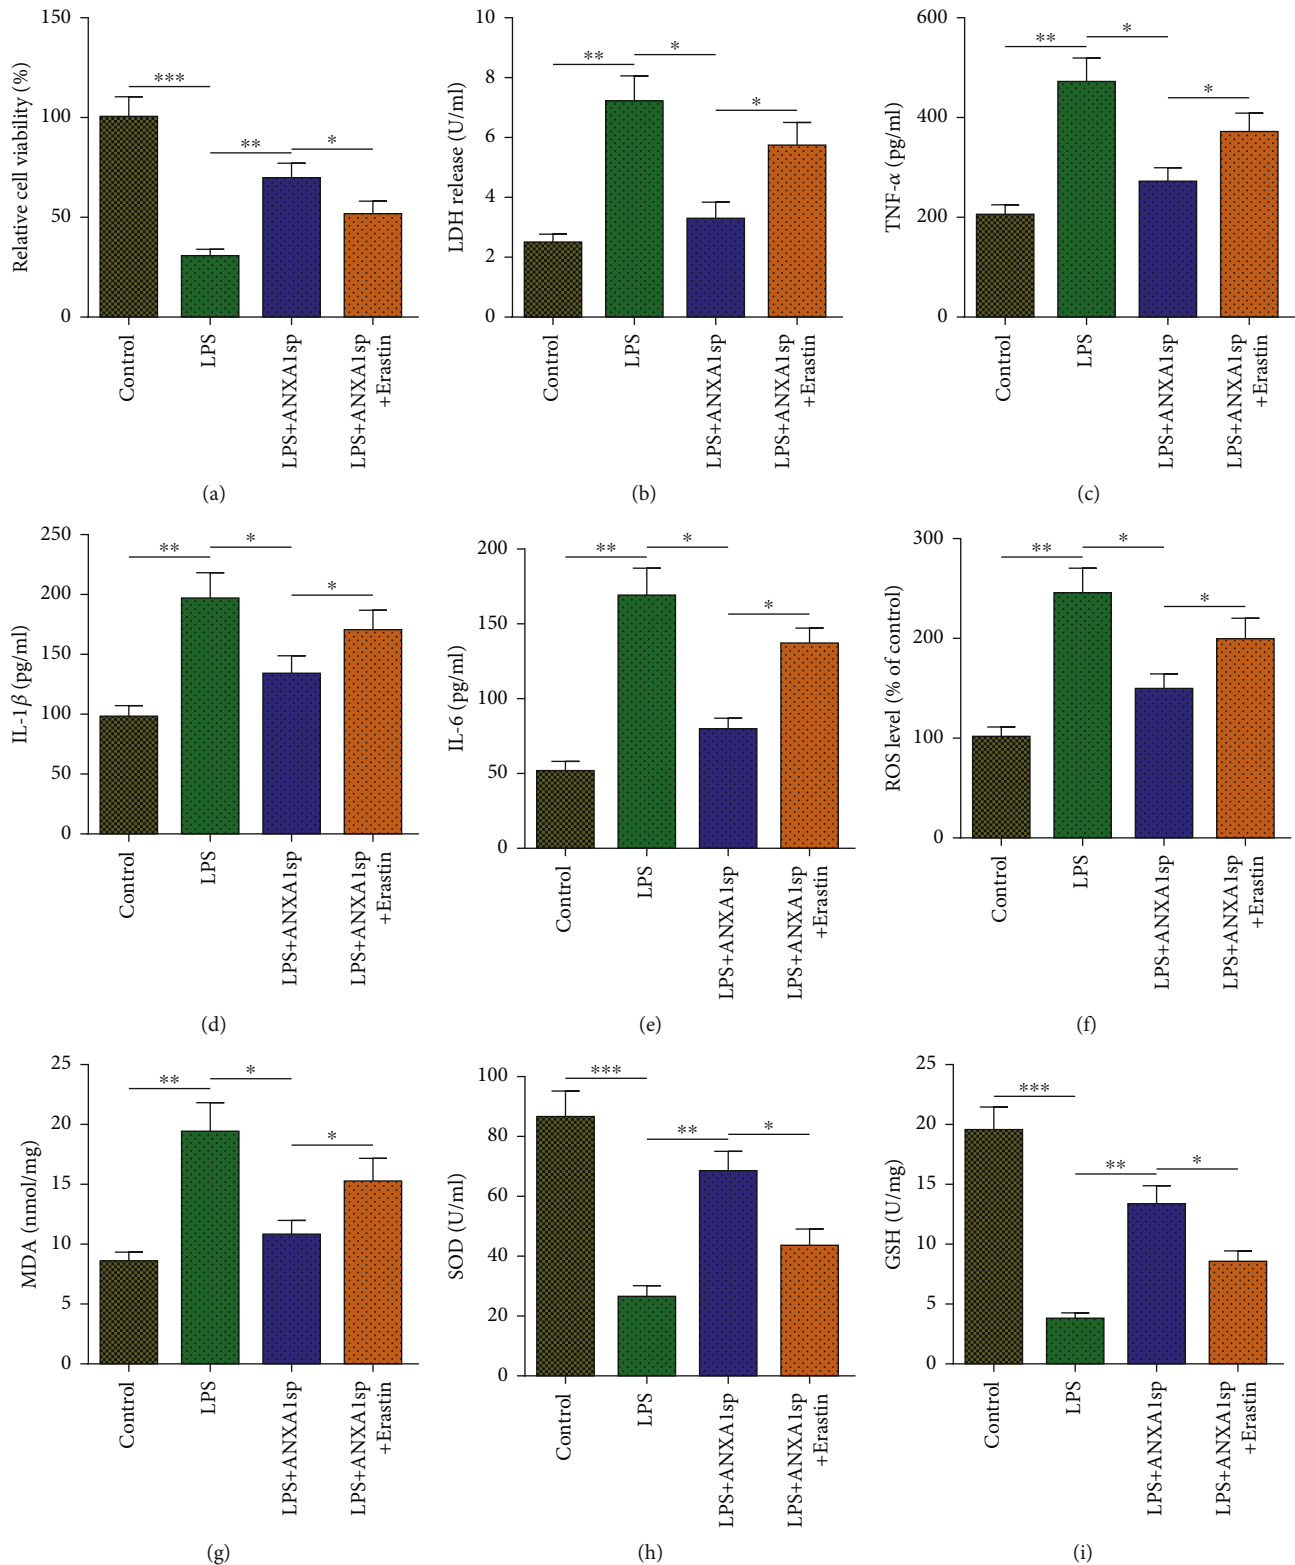 Relative cell viability (%)
150
100
50
0
***
**
*
Control
LPS
LPS+ANXA1sp
LPS+ANXA1sp
+Erastin
(a)
LDH release (U/ml)
10
8
6
4
2
0
**
*
*
Control
LPS
LPS+ANXA1sp
LPS+ANXA1sp
+Erastin
(b)
TNF-α (pg/ml)
600
400
200
0
**
*
*
Control
LPS
LPS+ANXA1sp
LPS+ANXA1sp
+Erastin
(c)
IL-1β (pg/ml)
250
200
150
100
50
0
**
*
*
Control
LPS
LPS+ANXA1sp
LPS+ANXA1sp
+Erastin
(d)
IL-6 (pg/ml)
200
150
100
50
0
**
*
*
Control
LPS
LPS+ANXA1sp
LPS+ANXA1sp
+Erastin
(e)
ROS level (% of control)
300
200
100
0
**
*
*
Control
LPS
LPS+ANXA1sp
LPS+ANXA1sp
+Erastin
(f)
MDA (nmol/mg)
25
20
15
10
5
0
**
*
*
Control
LPS
LPS+ANXA1sp
LPS+ANXA1sp
+Erastin
(g)
SOD (U/ml)
100
80
60
40
20
0
***
**
*
Control
LPS
LPS+ANXA1sp
LPS+ANXA1sp
+Erastin
(h)
GSH (U/mg)
25
20
15
10
5
0
***
**
*
Control
LPS
LPS+ANXA1sp
LPS+ANXA1sp
+Erastin
(i)